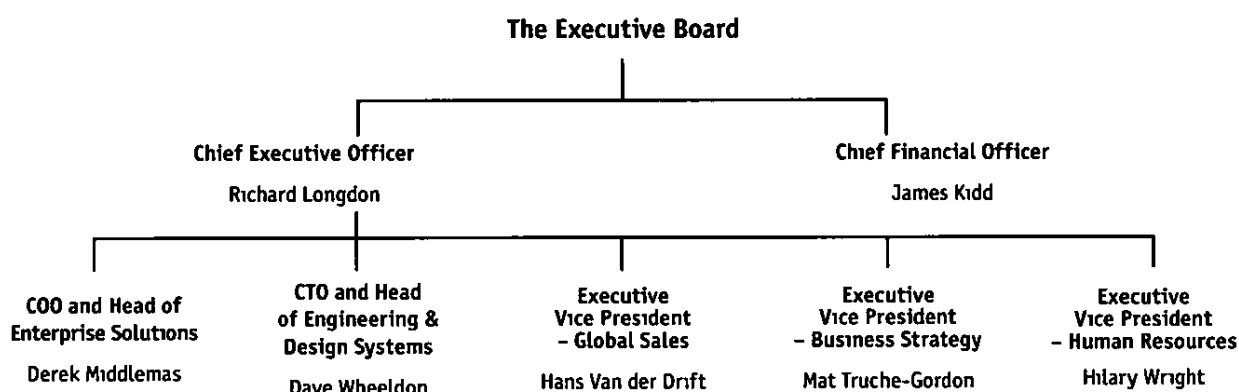 The Executive Board
Chief Executive Officer
Richard Longdon
Chief Financial Officer
James Kidd
COO and Head of
Enterprise Solutions
Derek Middlemas
CTO and Head
of Engineering &
Design Systems
Dave Wheeldon
Executive
Vice President
– Global Sales
Hans Van der Drift
Executive
Vice President
– Business Strategy
Mat Truche-Gordon
Executive
Vice President
– Human Resources
Hilary Wright